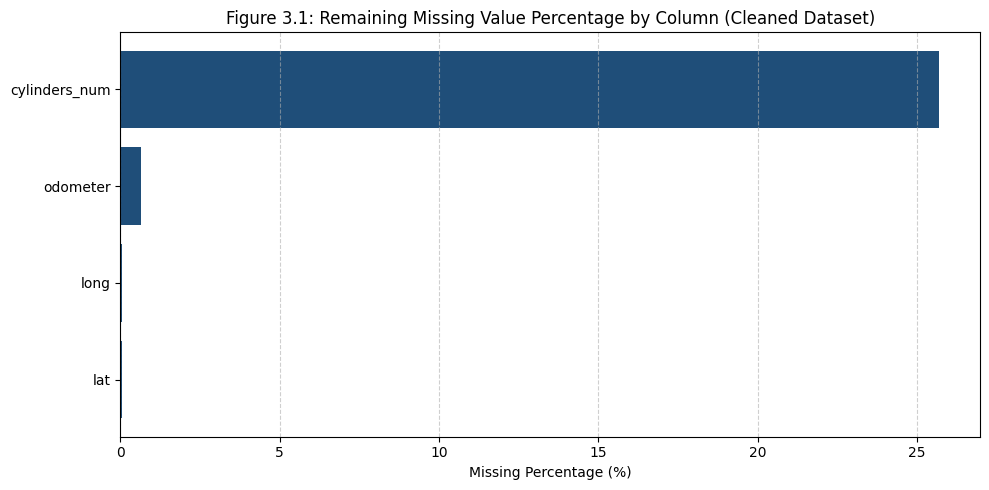 Figure 3.1: Remaining Missing Value Percentage by Column (Cleaned Dataset)
cylinders_num
odometer
long
lat
0 5 10 15 20 25
Missing Percentage (%)